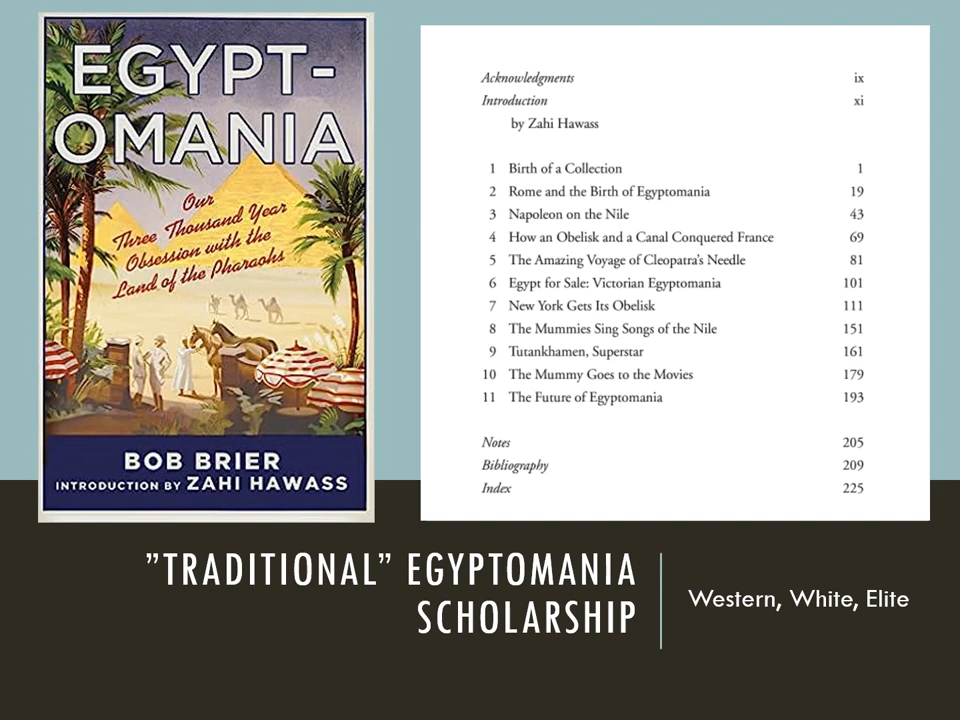 EGYPT-
OMANIA
Our
Three Thousand Year
Obsession with the
Land of the Pharaohs
BOB BRIER
INTRODUCTION BY ZAHI HAWASS
Acknowledgments ix
Introduction xi
by Zahi Hawass
1 Birth of a Collection 1
2 Rome and the Birth of Egyptomania 19
3 Napoleon on the Nile 43
4 How an Obelisk and a Canal Conquered France 69
5 The Amazing Voyage of Cleopatra's Needle 81
6 Egypt for Sale: Victorian Egyptomania 101
7 New York Gets Its Obelisk 111
8 The Mummies Sing Songs of the Nile 151
9 Tutankhamen, Superstar 161
10 The Mummy Goes to the Movies 179
11 The Future of Egyptomania 193
Notes 205
Bibliography 209
Index 225
”TRADITIONAL” EGYPTOMANIA
SCHOLARSHIP
Western, White, Elite